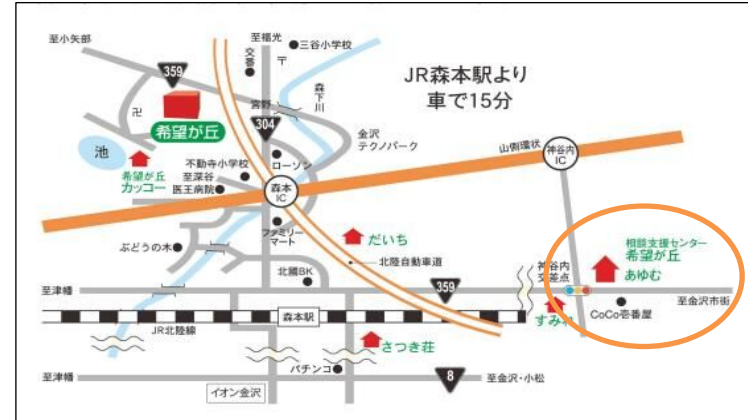 至小矢部
至福光
三谷小学校
交番
〒
359
JR森本駅より
車で15分
宮野
森下川
卍
希望が丘
304
金沢
テクノパーク
山側環状
神谷内
IC
池
希望が丘
カッコー
不動寺小学校
至深谷
医王病院
ローソン
森本
IC
ファミリー
マート
だいち
相談支援センター
希望が丘
あゆむ
ぶどうの木
北陸自動車道
神谷内
交差点
北國BK
至津幡
359
至金沢市街
すみれ
CoCo壱番屋
JR北陸線
森本駅
さつき荘
パチンコ
至津幡
8
至金沢・小松
イオン金沢